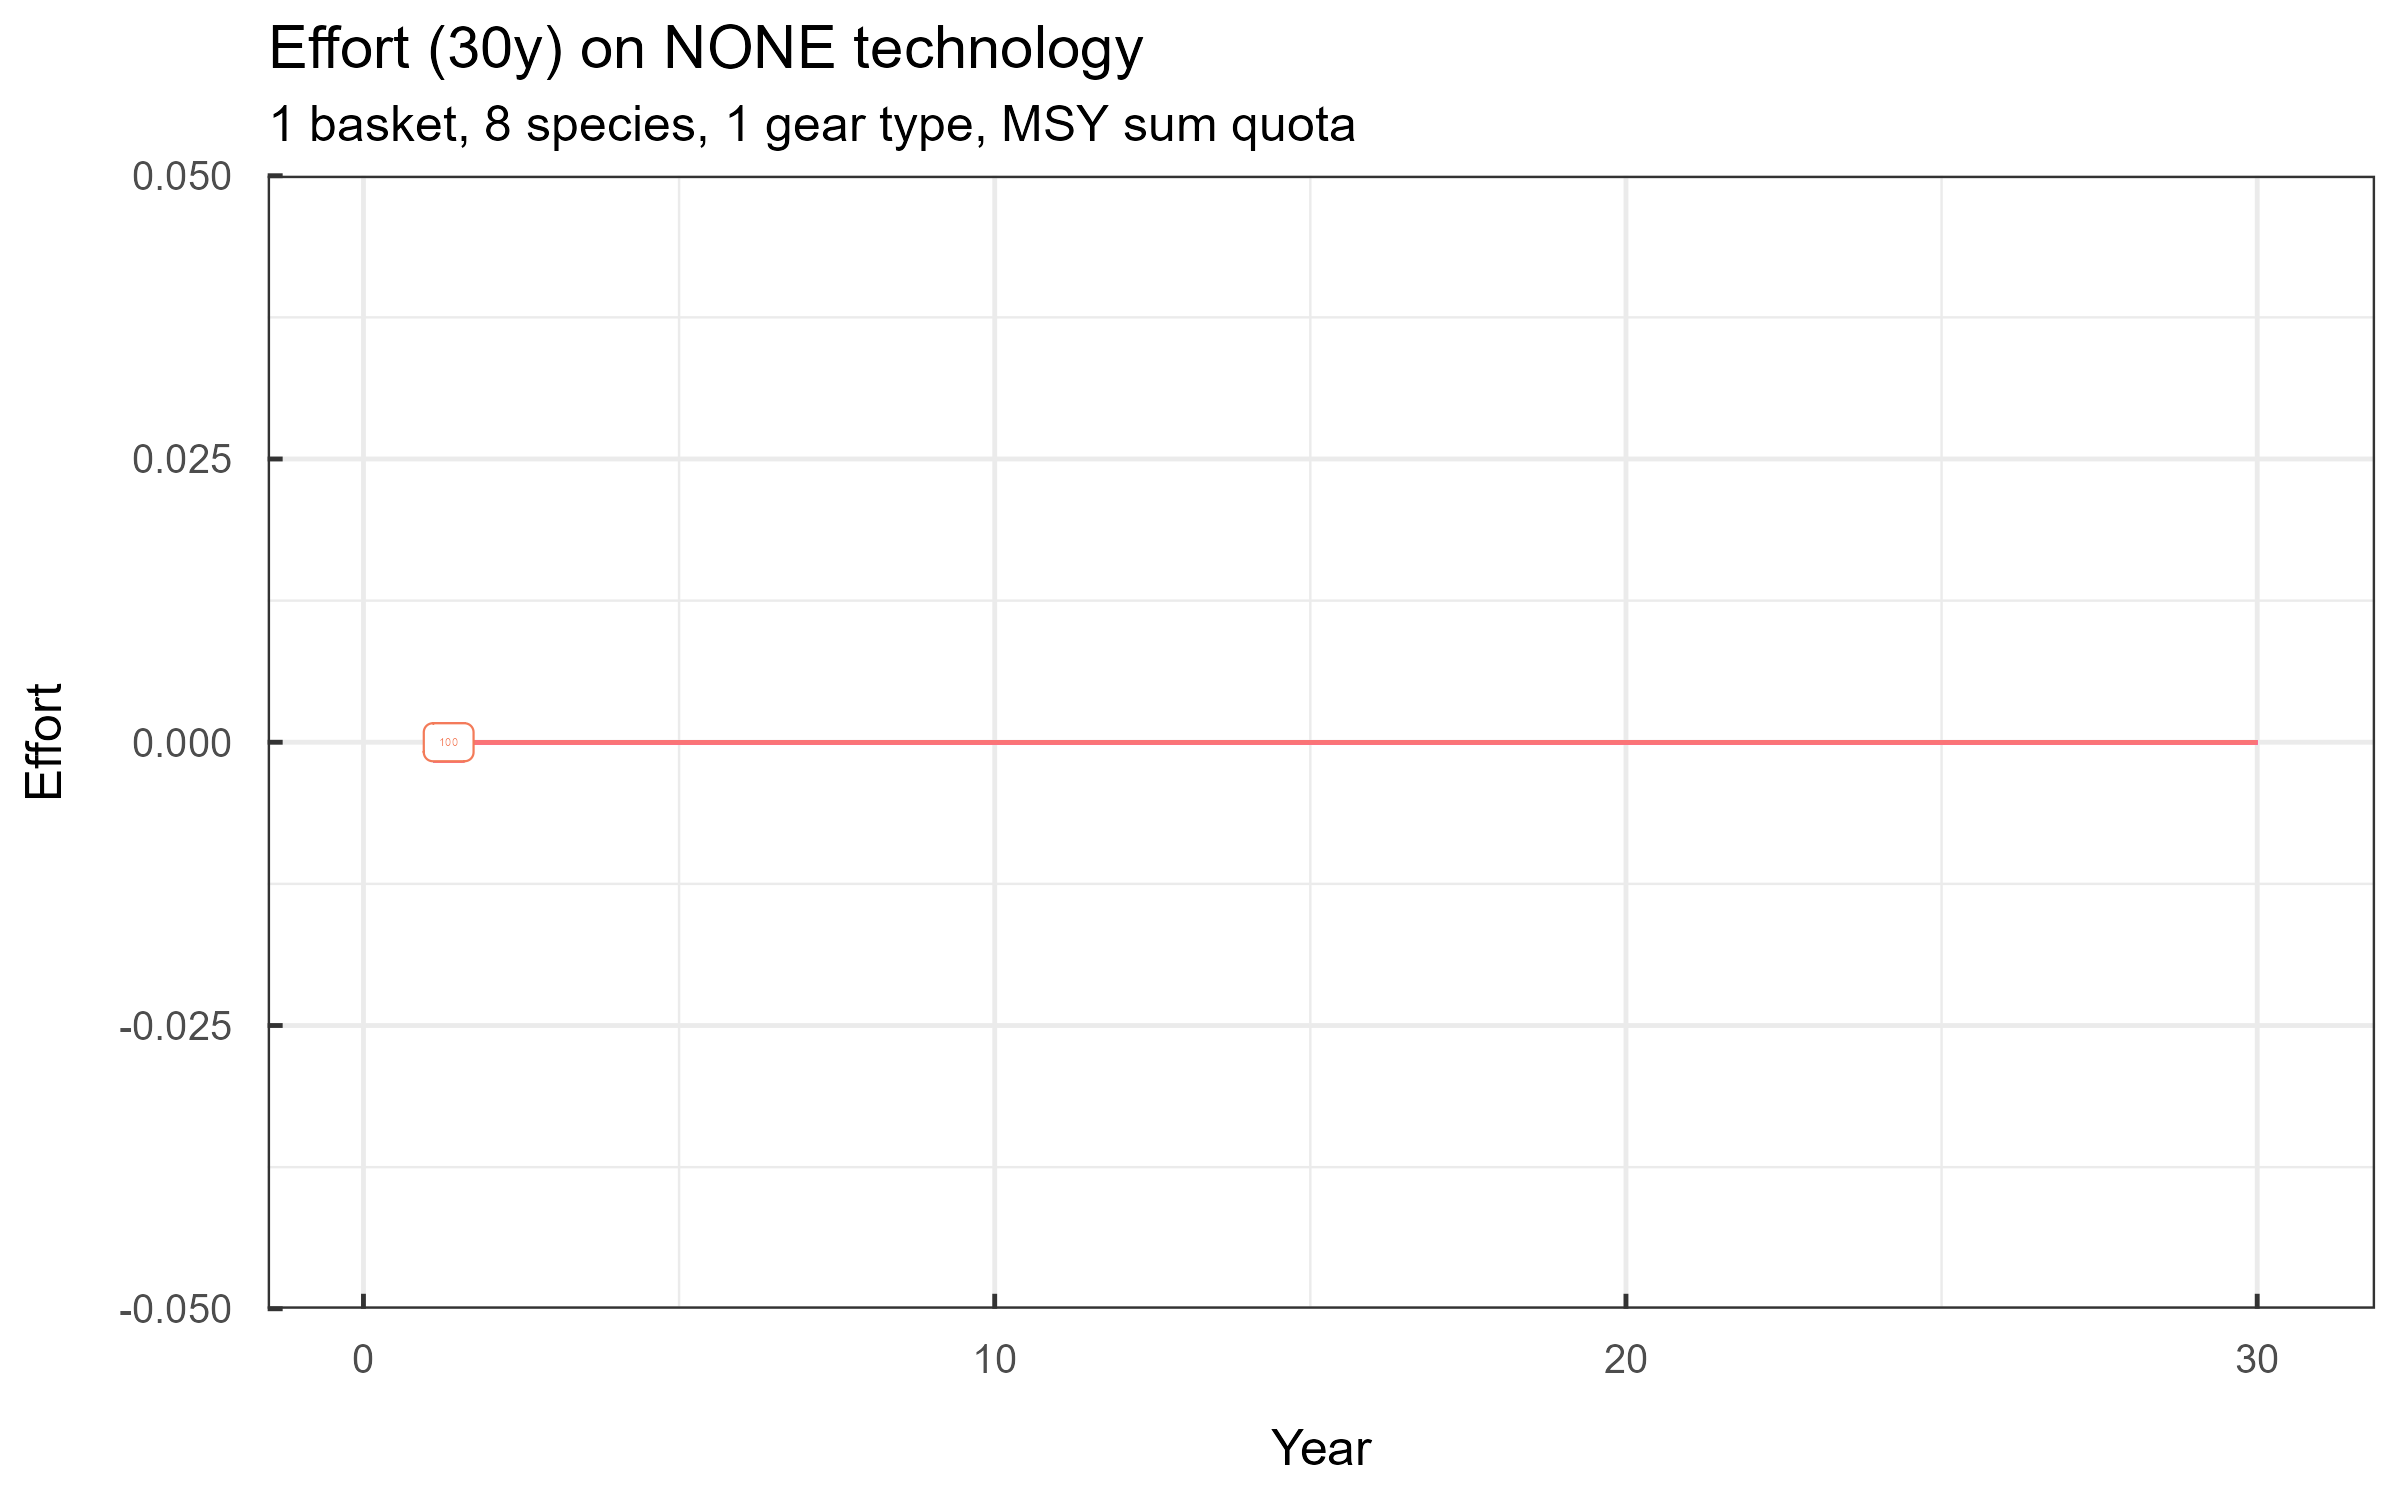 Effort (30y) on NONE technology
1 basket, 8 species, 1 gear type, MSY sum quota
0.050
0.025
0.000
-0.025
-0.050
Effort
100
0
10
20
30
Year